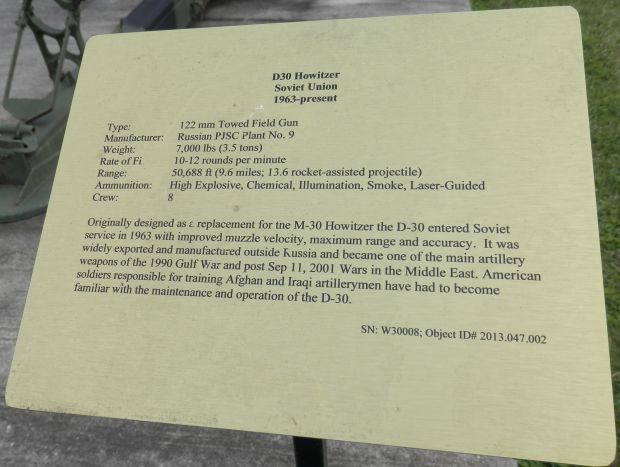 D30 Howitzer
Soviet Union
1963-present
Type: 122 mm Towed Field Gun
Manufacturer: Russian PJSC Plant No. 9
Weight: 7,000 lbs (3.5 tons)
Rate of Fi 10-12 rounds per minute
Range: 50,688 ft (9.6 miles; 13.6 rocket-assisted projectile)
Ammunition: High Explosive, Chemical, Illumination, Smoke, Laser-Guided
Crew: 8
Originally designed as a replacement for the M-30 Howitzer the D-30 entered Soviet
service in 1963 with improved muzzle velocity, maximum range and accuracy. It was
widely exported and manufactured outside Russia and became one of the main artillery
weapons of the 1990 Gulf War and post Sep 11, 2001 Wars in the Middle East. American
soldiers responsible for training Afghan and Iraqi artillerymen have had to become
familiar with the maintenance and operation of the D-30.
SN: W30008; Object ID# 2013.047.002